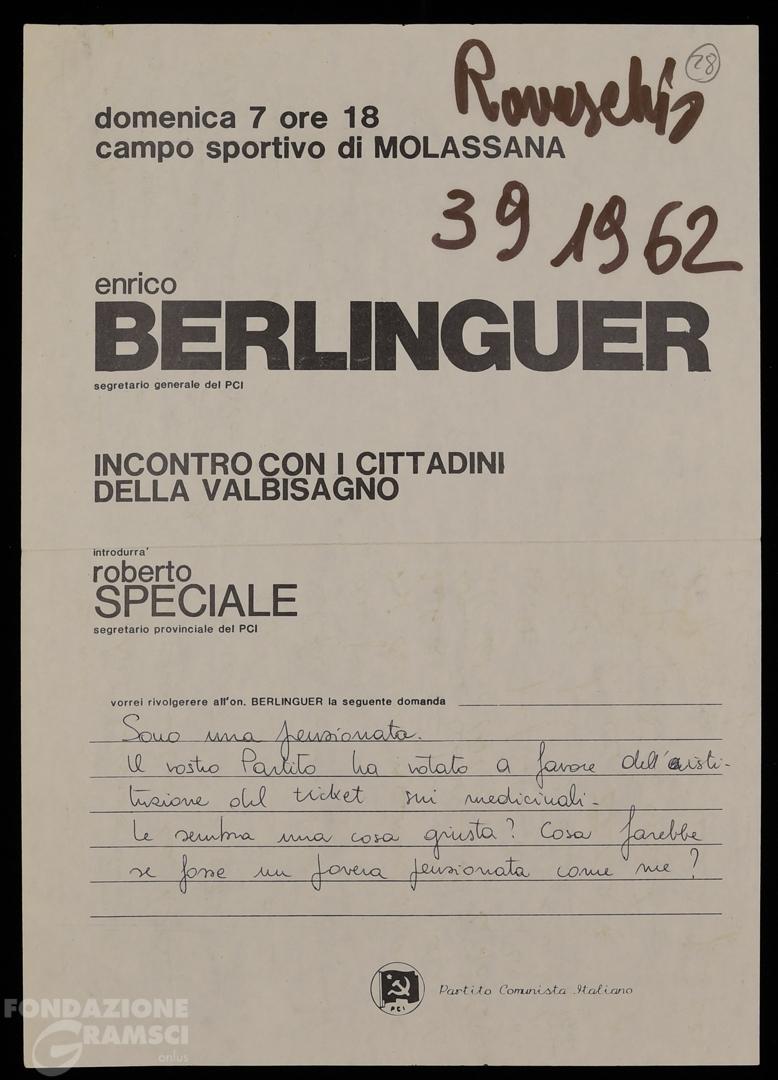 28
domenica 7 ore 18
campo sportivo di MOLASSANA
39 1962
enrico
BERLINGUER
segretario generale del PCI
INCONTRO CON I CITTADINI
DELLA VALBISAGNO
introdurra'
roberto
SPECIALE
segretario provinciale del PCI
vorrei rivolgerere all'on. BERLINGUER la seguente domanda
Sono una pensionata.
Il vostro Partito ha votato a favore dell'isti-
tuzione del ticket sui medicinali-
Le sembra una cosa giusta? Cosa farebbe
se fosse un povera pensionata come me?
PCI
Partito Comunista Italiano
FONDAZIONE
GRAMSCI
onlus